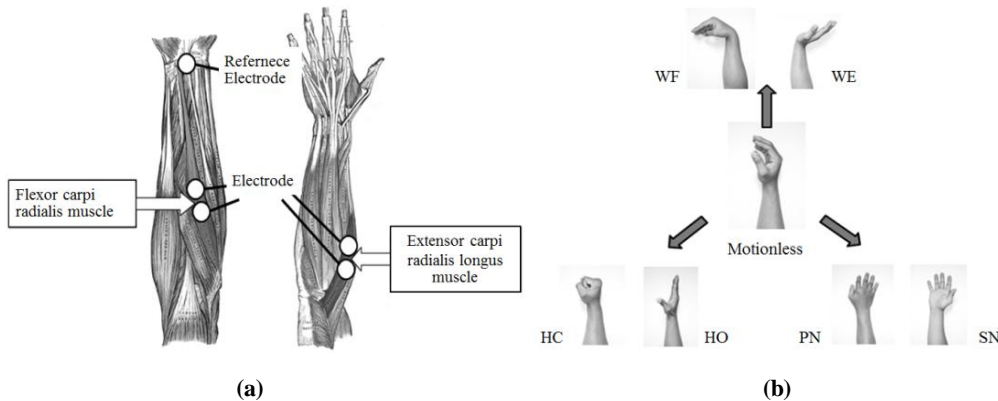 Refernece
Electrode
Electrode
Flexor carpi
radialis muscle
Extensor carpi
radialis longus
muscle
(a)
WF
WE
Motionless
HC
HO
PN
SN
(b)